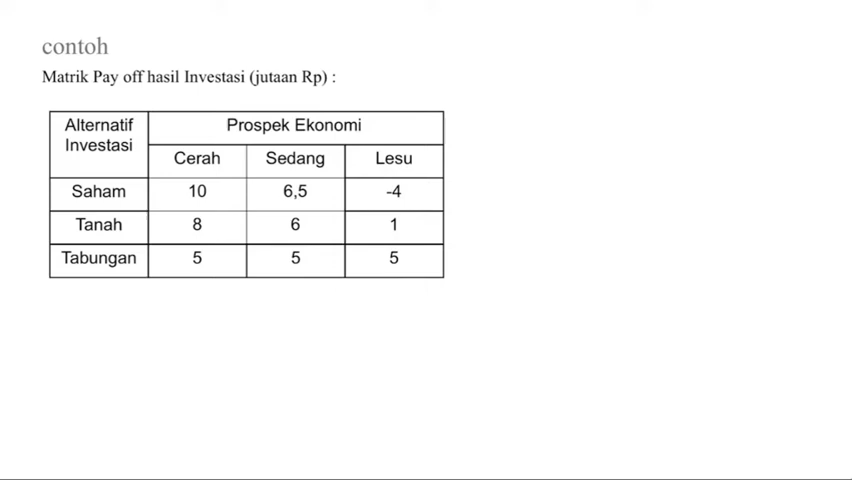 contoh
Matrik Pay off hasil Investasi (jutaan Rp) :
Alternatif Investasi Prospek Ekonomi
Cerah Sedang Lesu
Saham 10 6,5 -4
Tanah 8 6 1
Tabungan 5 5 5